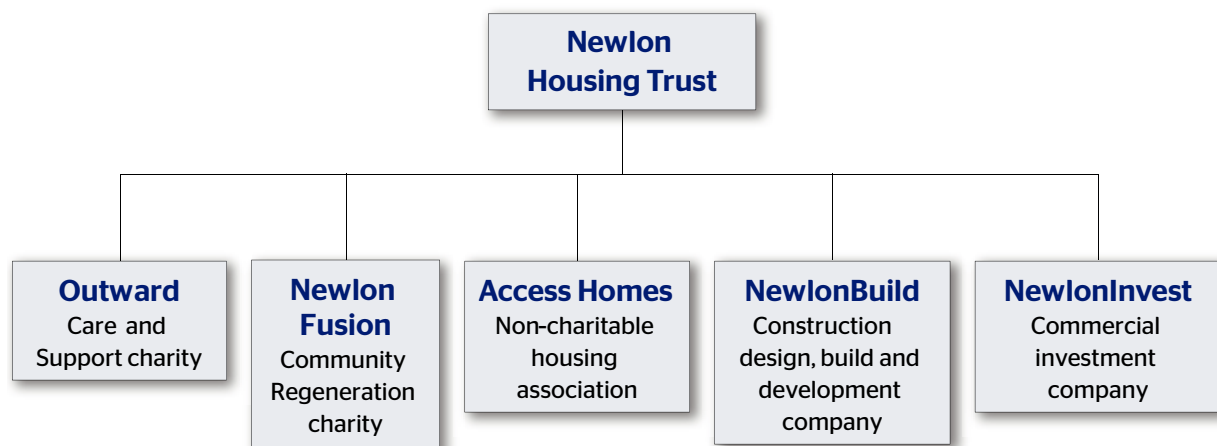 Newlon
Housing Trust
Outward
Care and
Support charity
Newlon
Fusion
Community
Regeneration
charity
Access Homes
Non-charitable
housing
association
NewlonBuild
Construction
design, build and
development
company
NewlonInvest
Commercial
investment
company